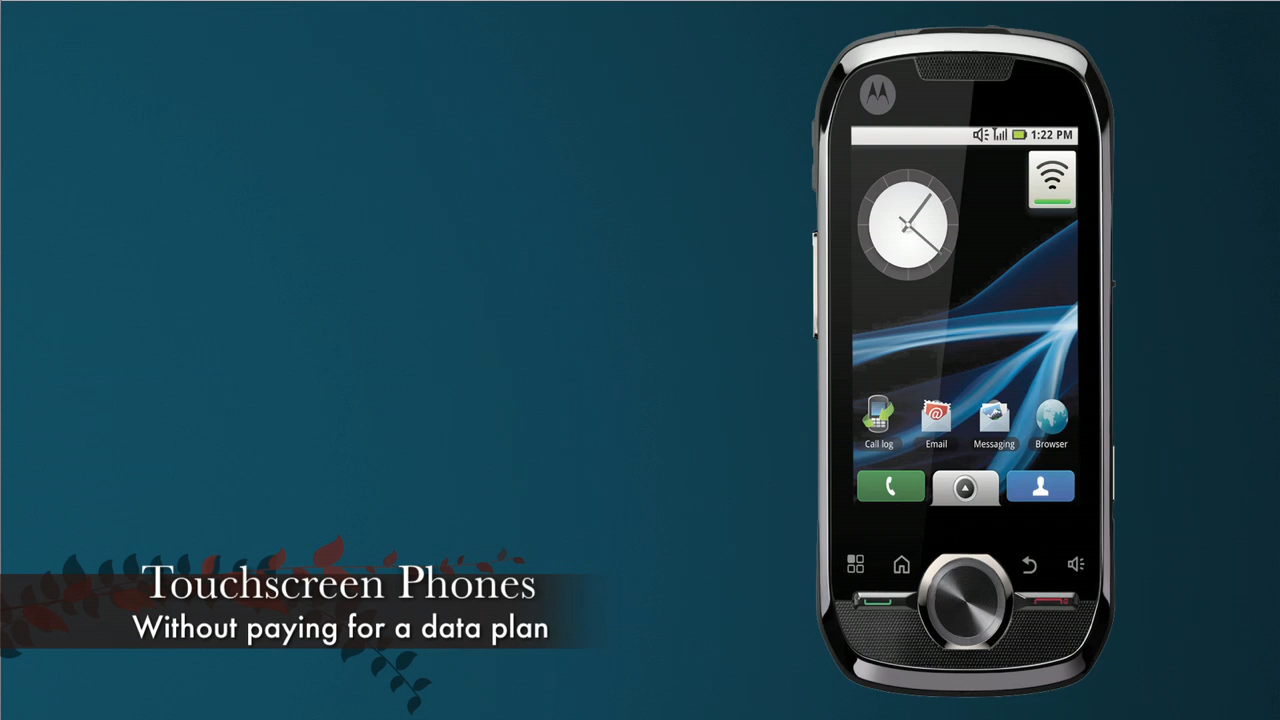 1:22 PM
Call log
Email
Messaging
Browser
Touchscreen Phones
Without paying for a data plan